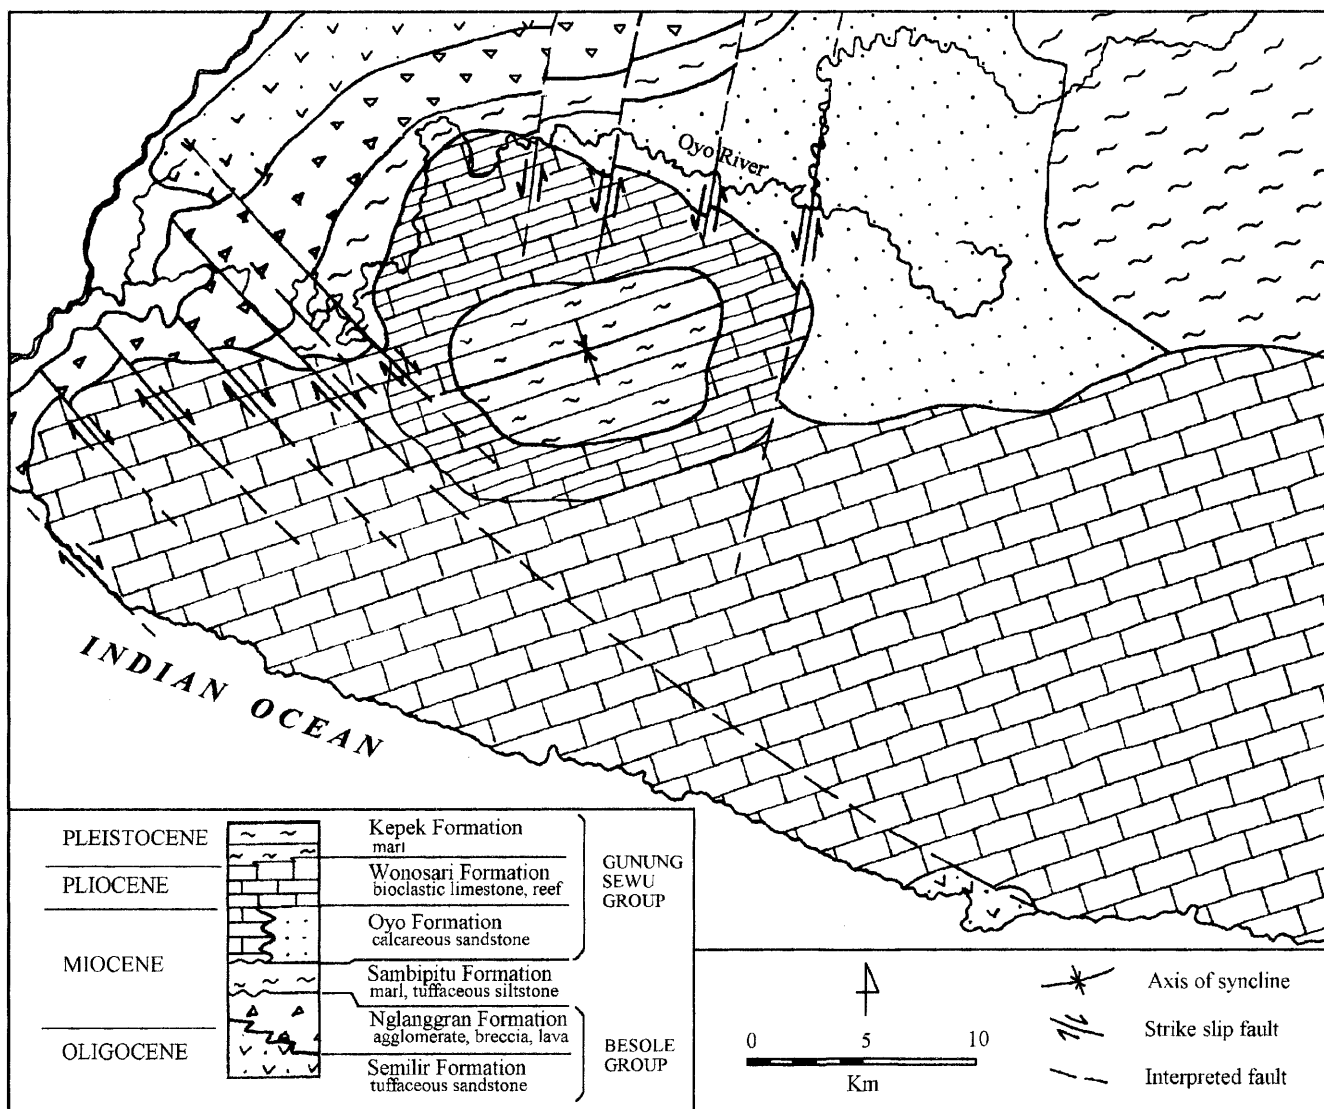 Oyo River
INDIAN OCEAN
PLEISTOCENE
PLIOCENE
MIOCENE
OLIGOCENE
Kepek Formation
marl
Wonosari Formation
bioclastic limestone, reef
Oyo Formation
calcareous sandstone
Sambipitu Formation
marl, tuffaceous siltstone
Nglanggran Formation
agglomerate, breccia, lava
Semilir Formation
tuffaceous sandstone
GUNUNG
SEWU
GROUP
BESOLE
GROUP
0 5 10
Km
Axis of syncline
Strike slip fault
Interpreted fault